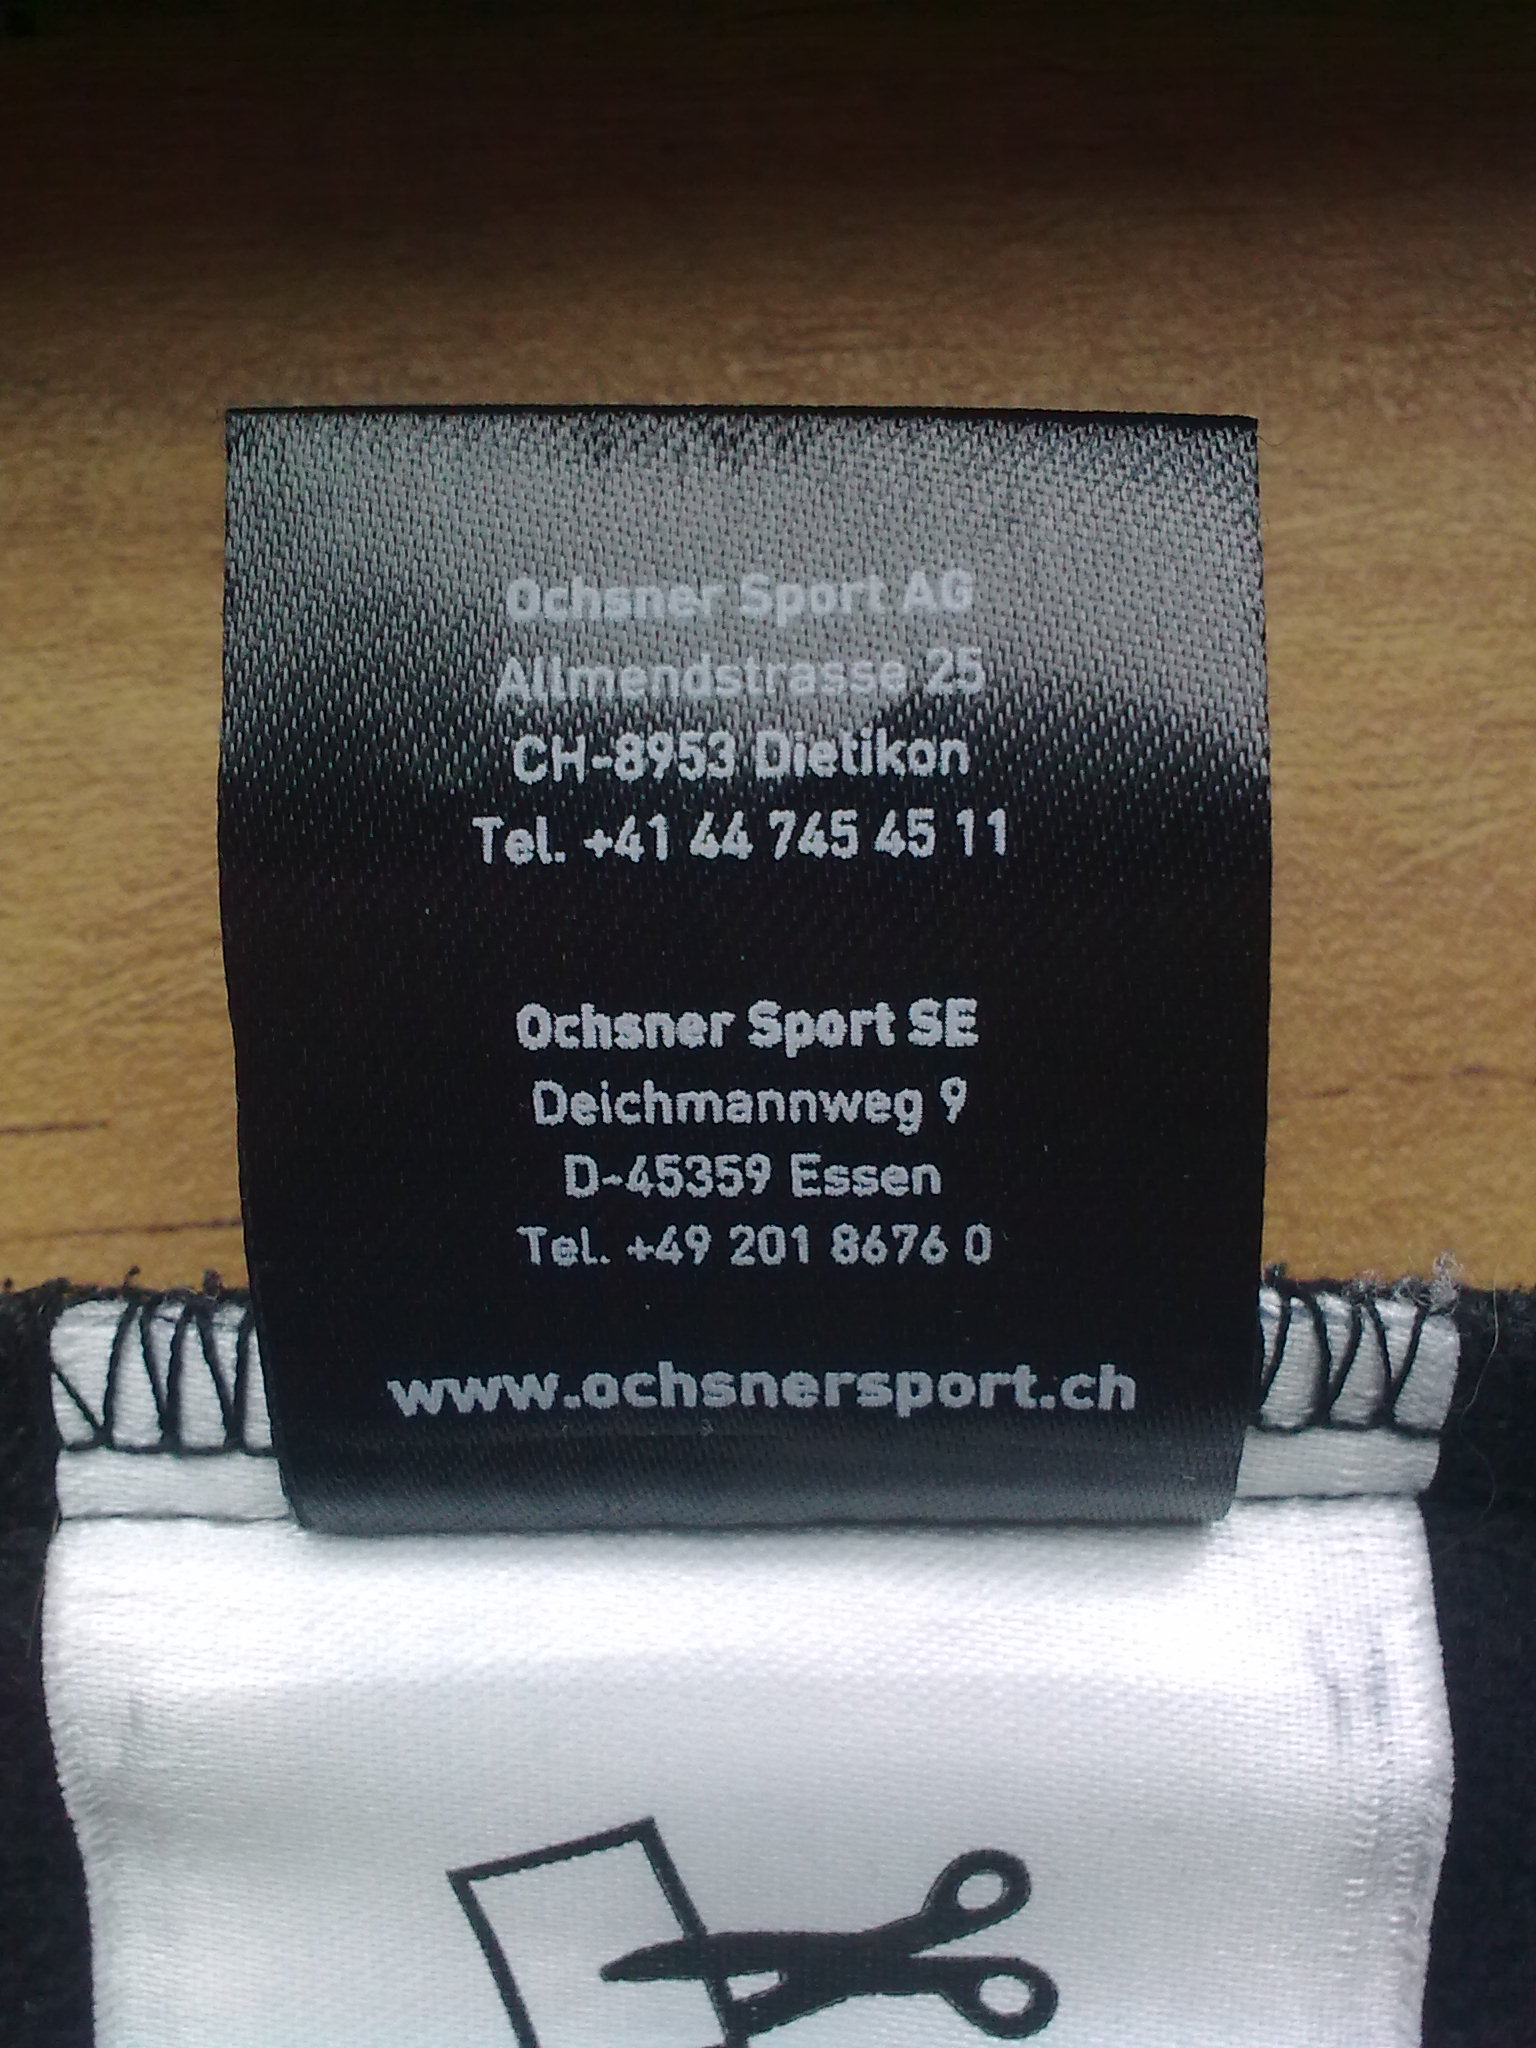 Ochsner Sport AG
Allmendstrasse 25
CH-8953 Dietikon
Tel. +41 44 745 45 11
Ochsner Sport SE
Deichmannweg 9
D-45359 Essen
Tel. +49 201 8676 0
www.ochsnersport.ch